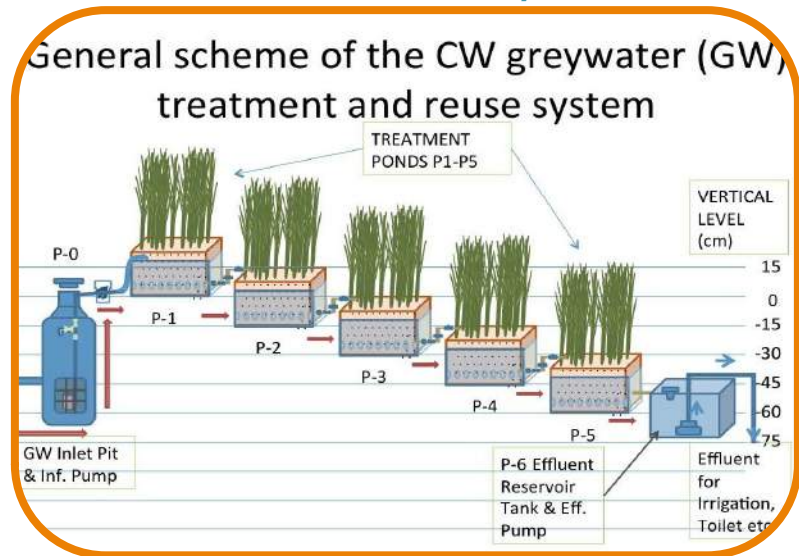 General scheme of the CW greywater (GW)
treatment and reuse system
TREATMENT
PONDS P1-P5
VERTICAL
LEVEL
(cm)
P-0
15
0
-15
-30
-45
-60
-75
P-1
P-2
P-3
P-4
P-5
GW Inlet Pit
& Inf. Pump
P-6 Effluent
Reservoir
Tank & Eff.
Pump
Effluent
for
Irrigation,
Toilet etc